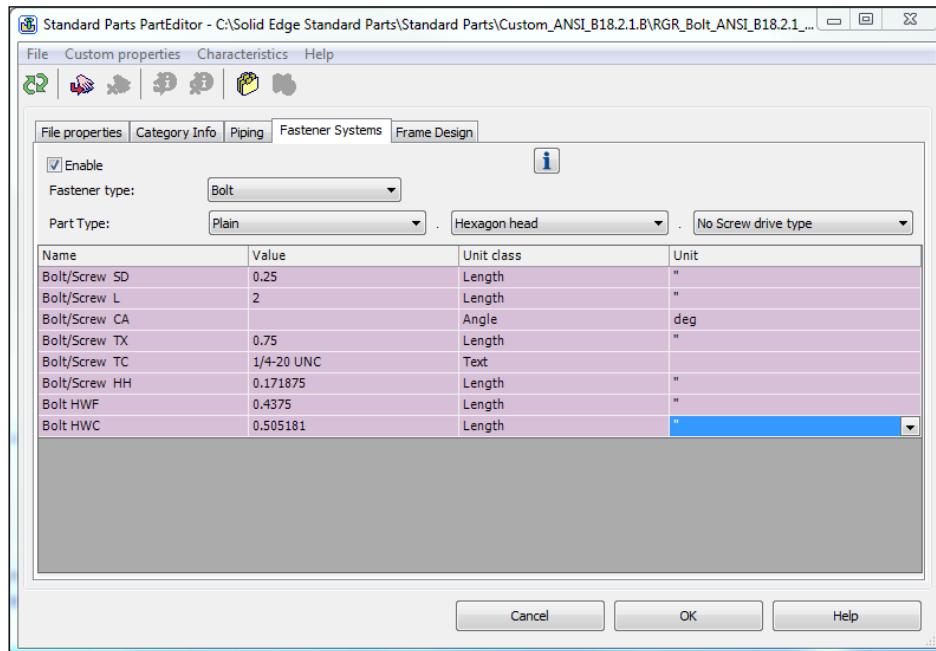 Standard Parts PartEditor - C:\Solid Edge Standard Parts\Standard Parts\Custom_ANSI_B18.2.1.B\RGR_Bolt_ANSI_B18.2.1_...
File Custom properties Characteristics Help
File properties Category Info Piping Fastener Systems Frame Design
Enable
Fastener type: Bolt
Part Type: Plain . Hexagon head . No Screw drive type
Name Value Unit class Unit
Bolt/Screw SD 0.25 Length "
Bolt/Screw L 2 Length "
Bolt/Screw CA Angle deg
Bolt/Screw TX 0.75 Length "
Bolt/Screw TC 1/4-20 UNC Text
Bolt/Screw HH 0.171875 Length "
Bolt HWF 0.4375 Length "
Bolt HWC 0.505181 Length "
Cancel OK Help